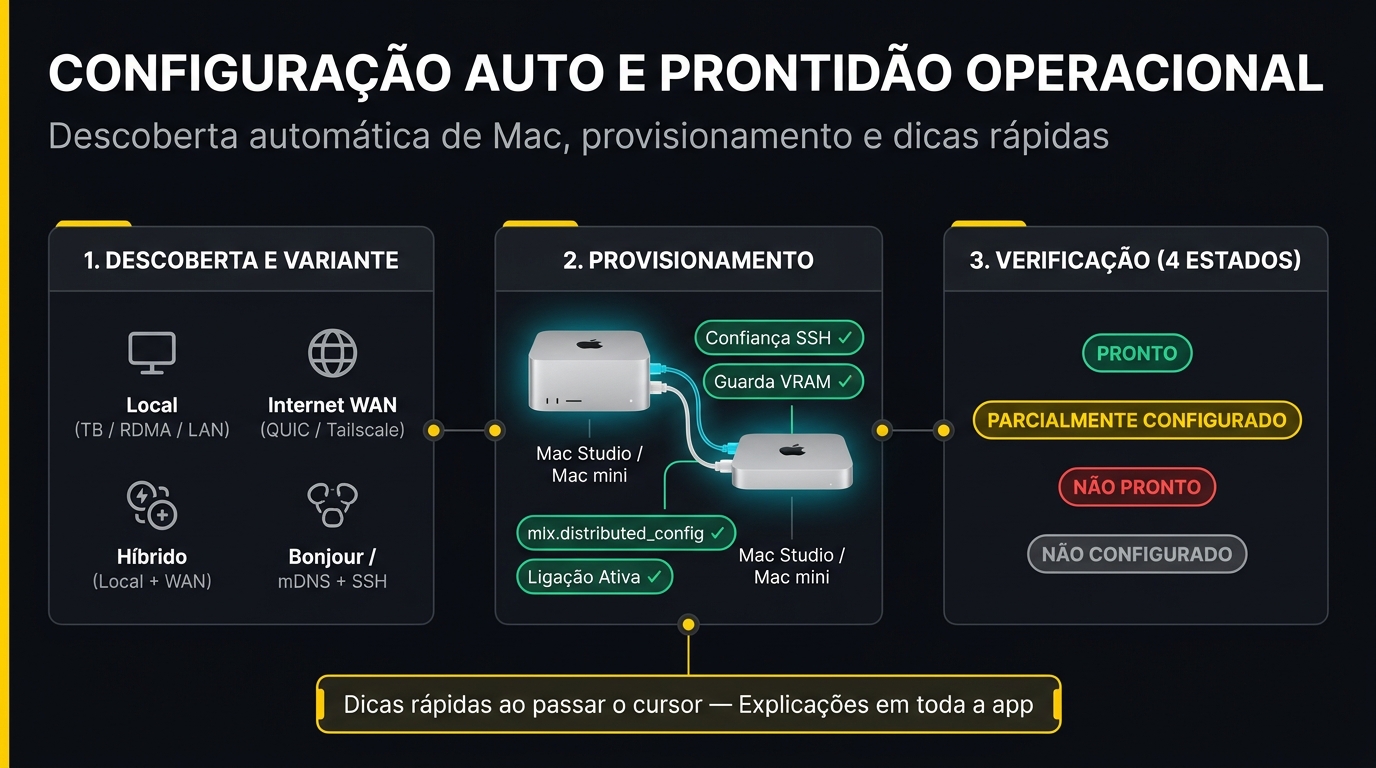 CONFIGURAÇÃO AUTO E PRONTIDÃO OPERACIONAL
Descoberta automática de Mac, provisionamento e dicas rápidas
1. DESCOBERTA E VARIANTE
Local
(TB / RDMA / LAN)
Internet WAN
(QUIC / Tailscale)
Híbrido
(Local + WAN)
Bonjour /
mDNS + SSH
2. PROVISIONAMENTO
Confiança SSH ✓
Guarda VRAM ✓
Mac Studio /
Mac mini
mlx.distributed_config ✓
Ligação Ativa ✓
Mac Studio /
Mac mini
3. VERIFICAÇÃO (4 ESTADOS)
PRONTO
PARCIALMENTE CONFIGURADO
NÃO PRONTO
NÃO CONFIGURADO
Dicas rápidas ao passar o cursor — Explicações em toda a app